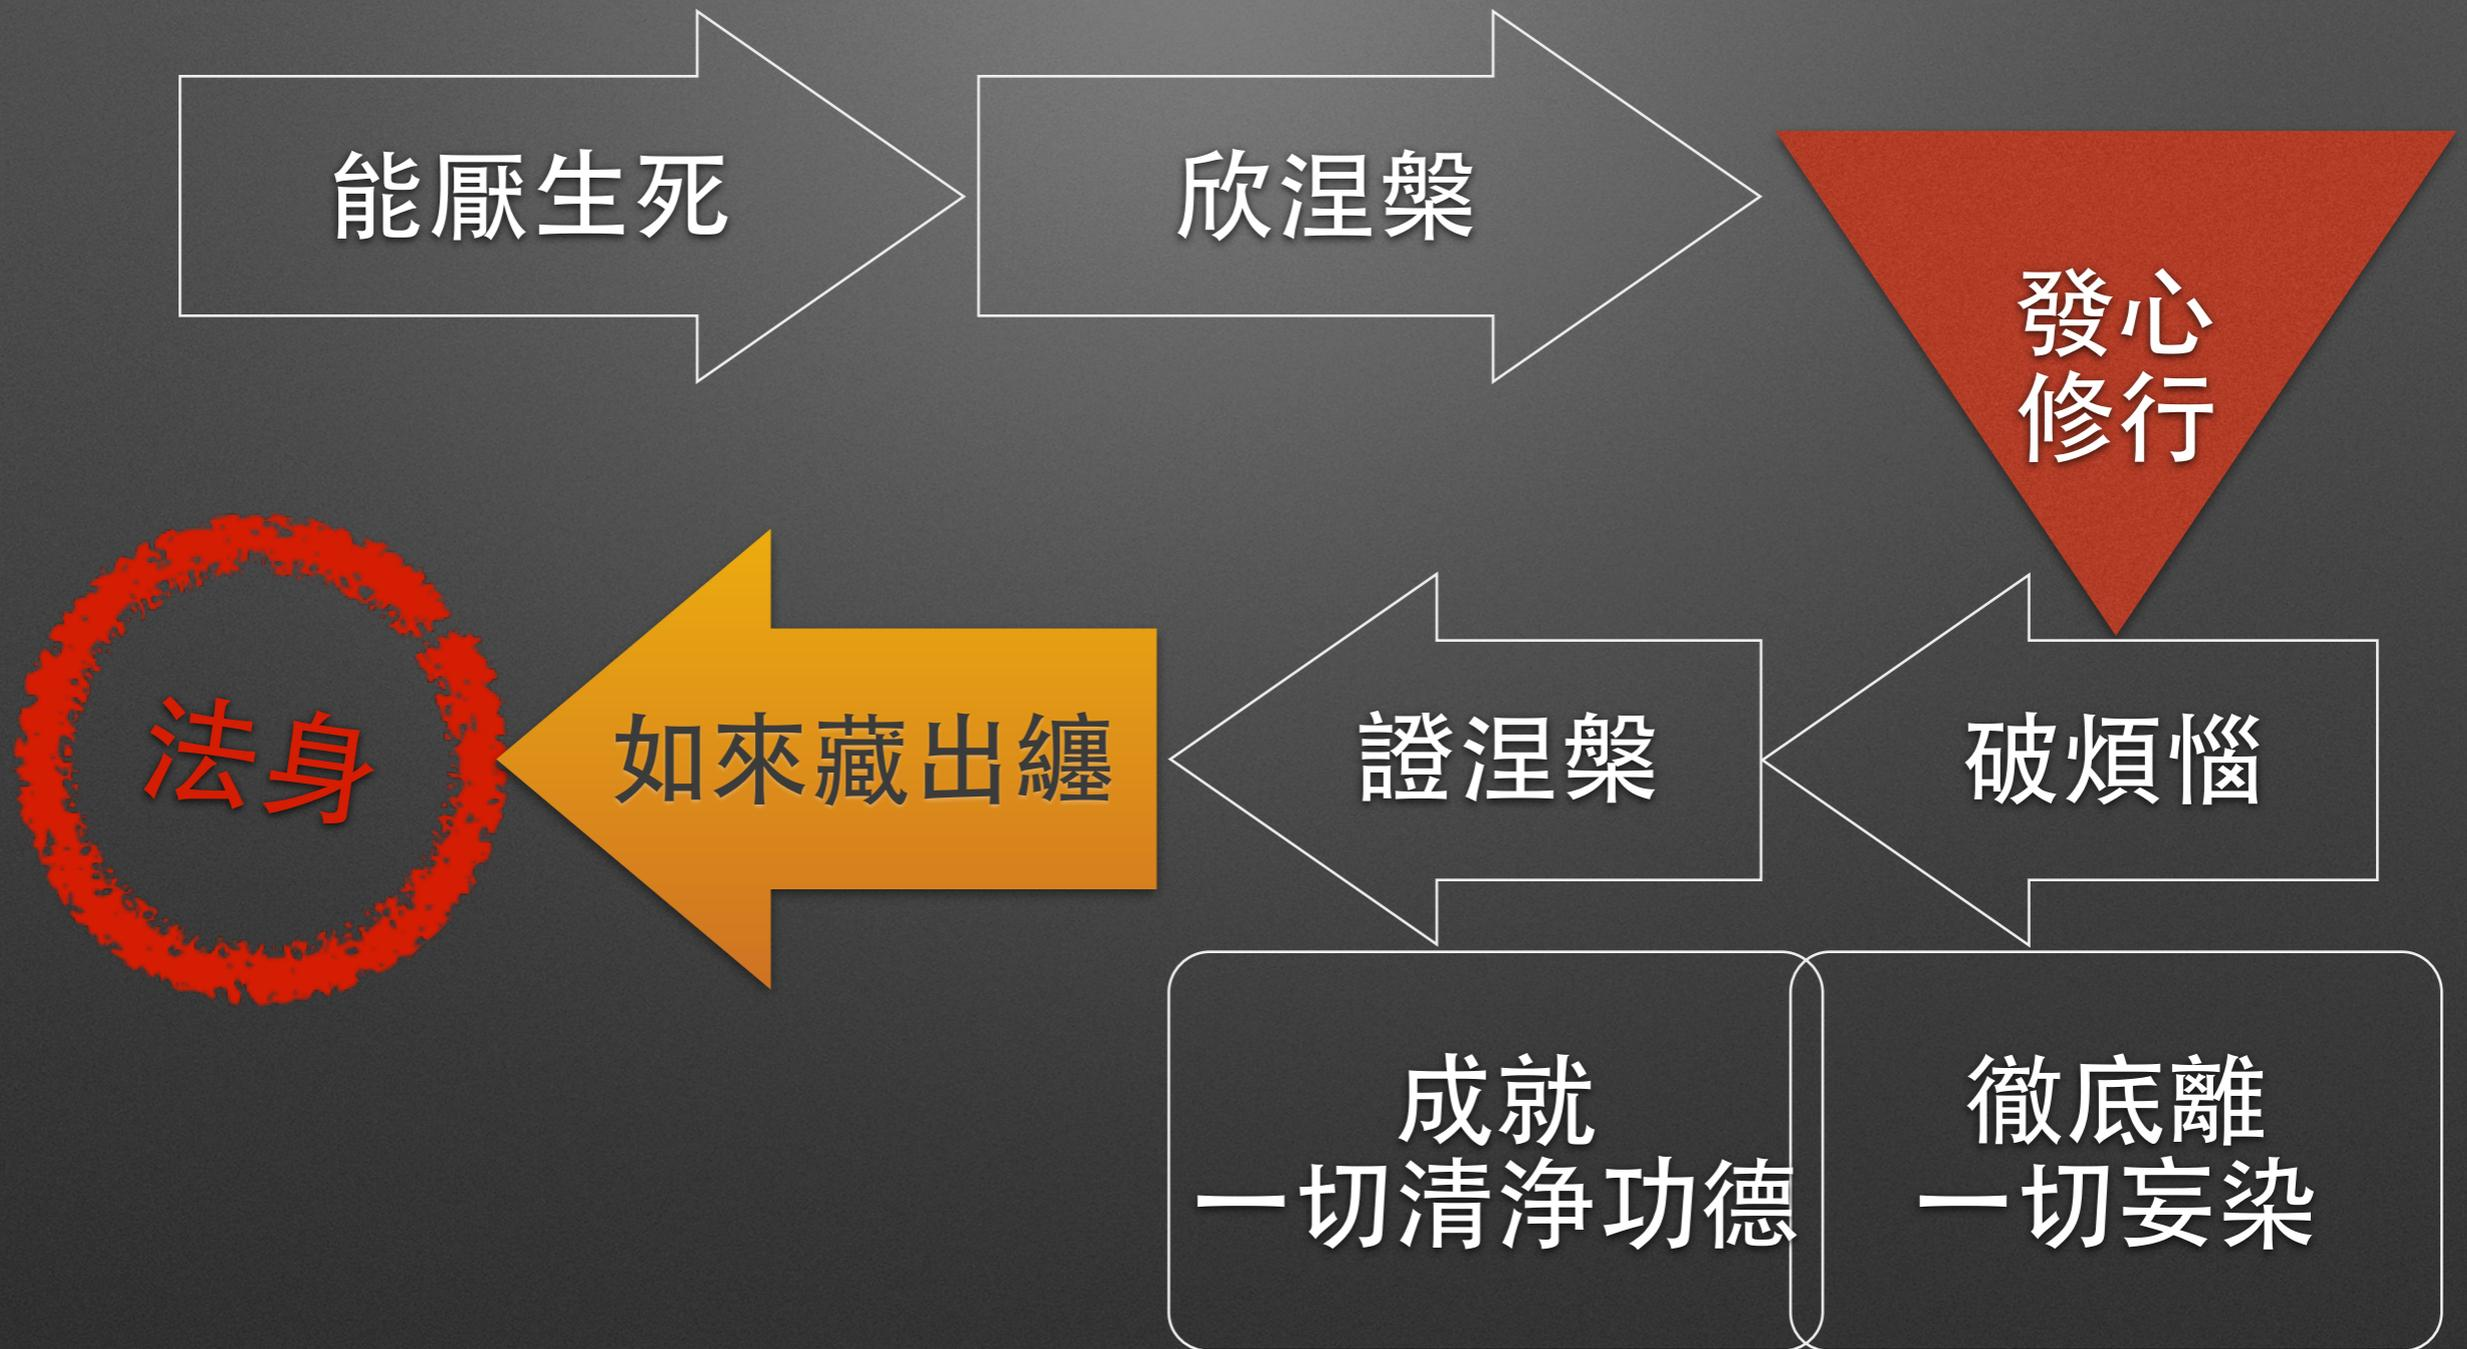 能厭生死
欣涅槃
發心
修行
破煩惱
證涅槃
如來藏出纏
法身
徹底離
一切妄染
成就
一切清浄功德